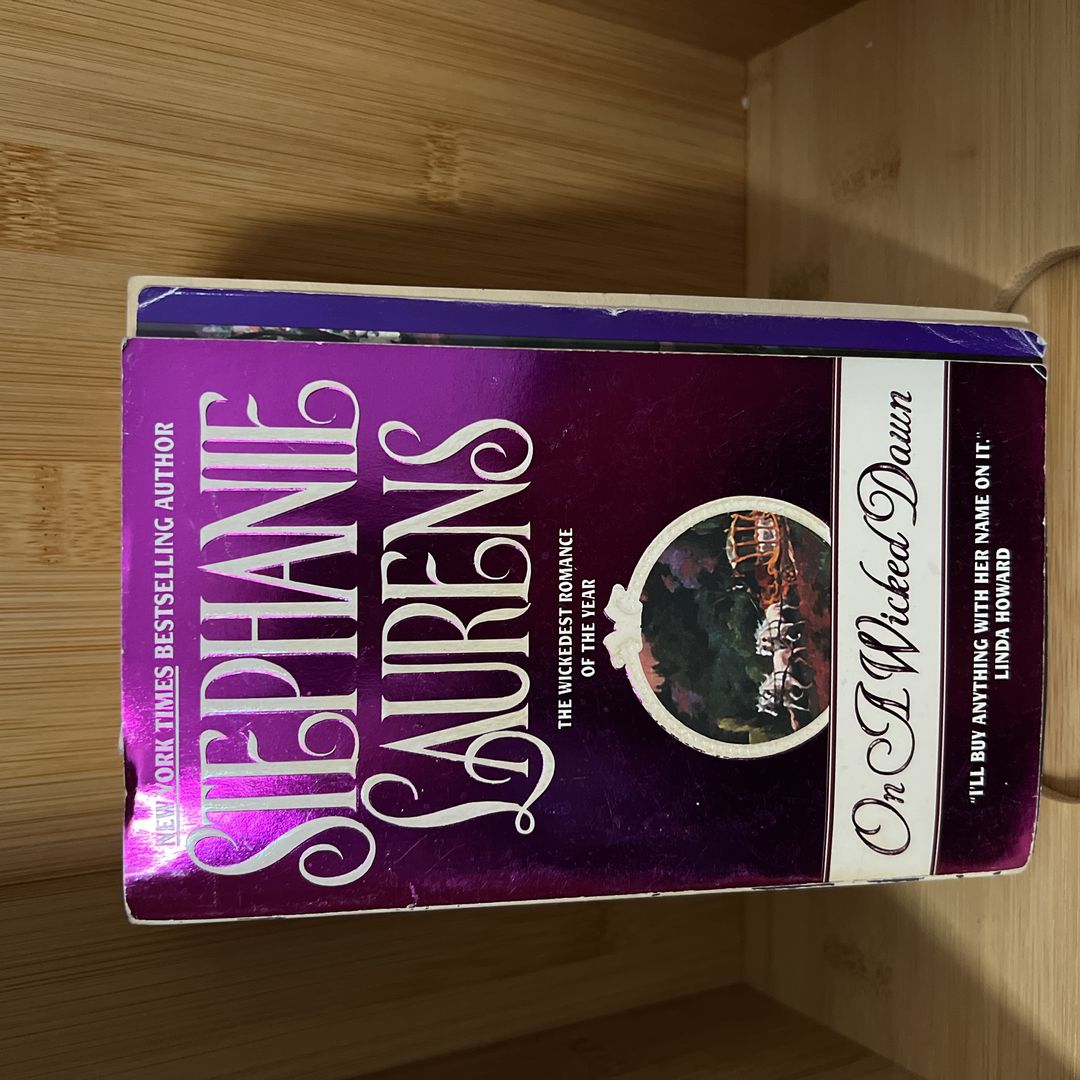 NEW YORK TIMES BESTSELLING AUTHOR
STEPHANIE
LAURENS
THE WICKEDEST ROMANCE
OF THE YEAR
On A Wicked Dawn
"I'LL BUY ANYTHING WITH HER NAME ON IT."
LINDA HOWARD